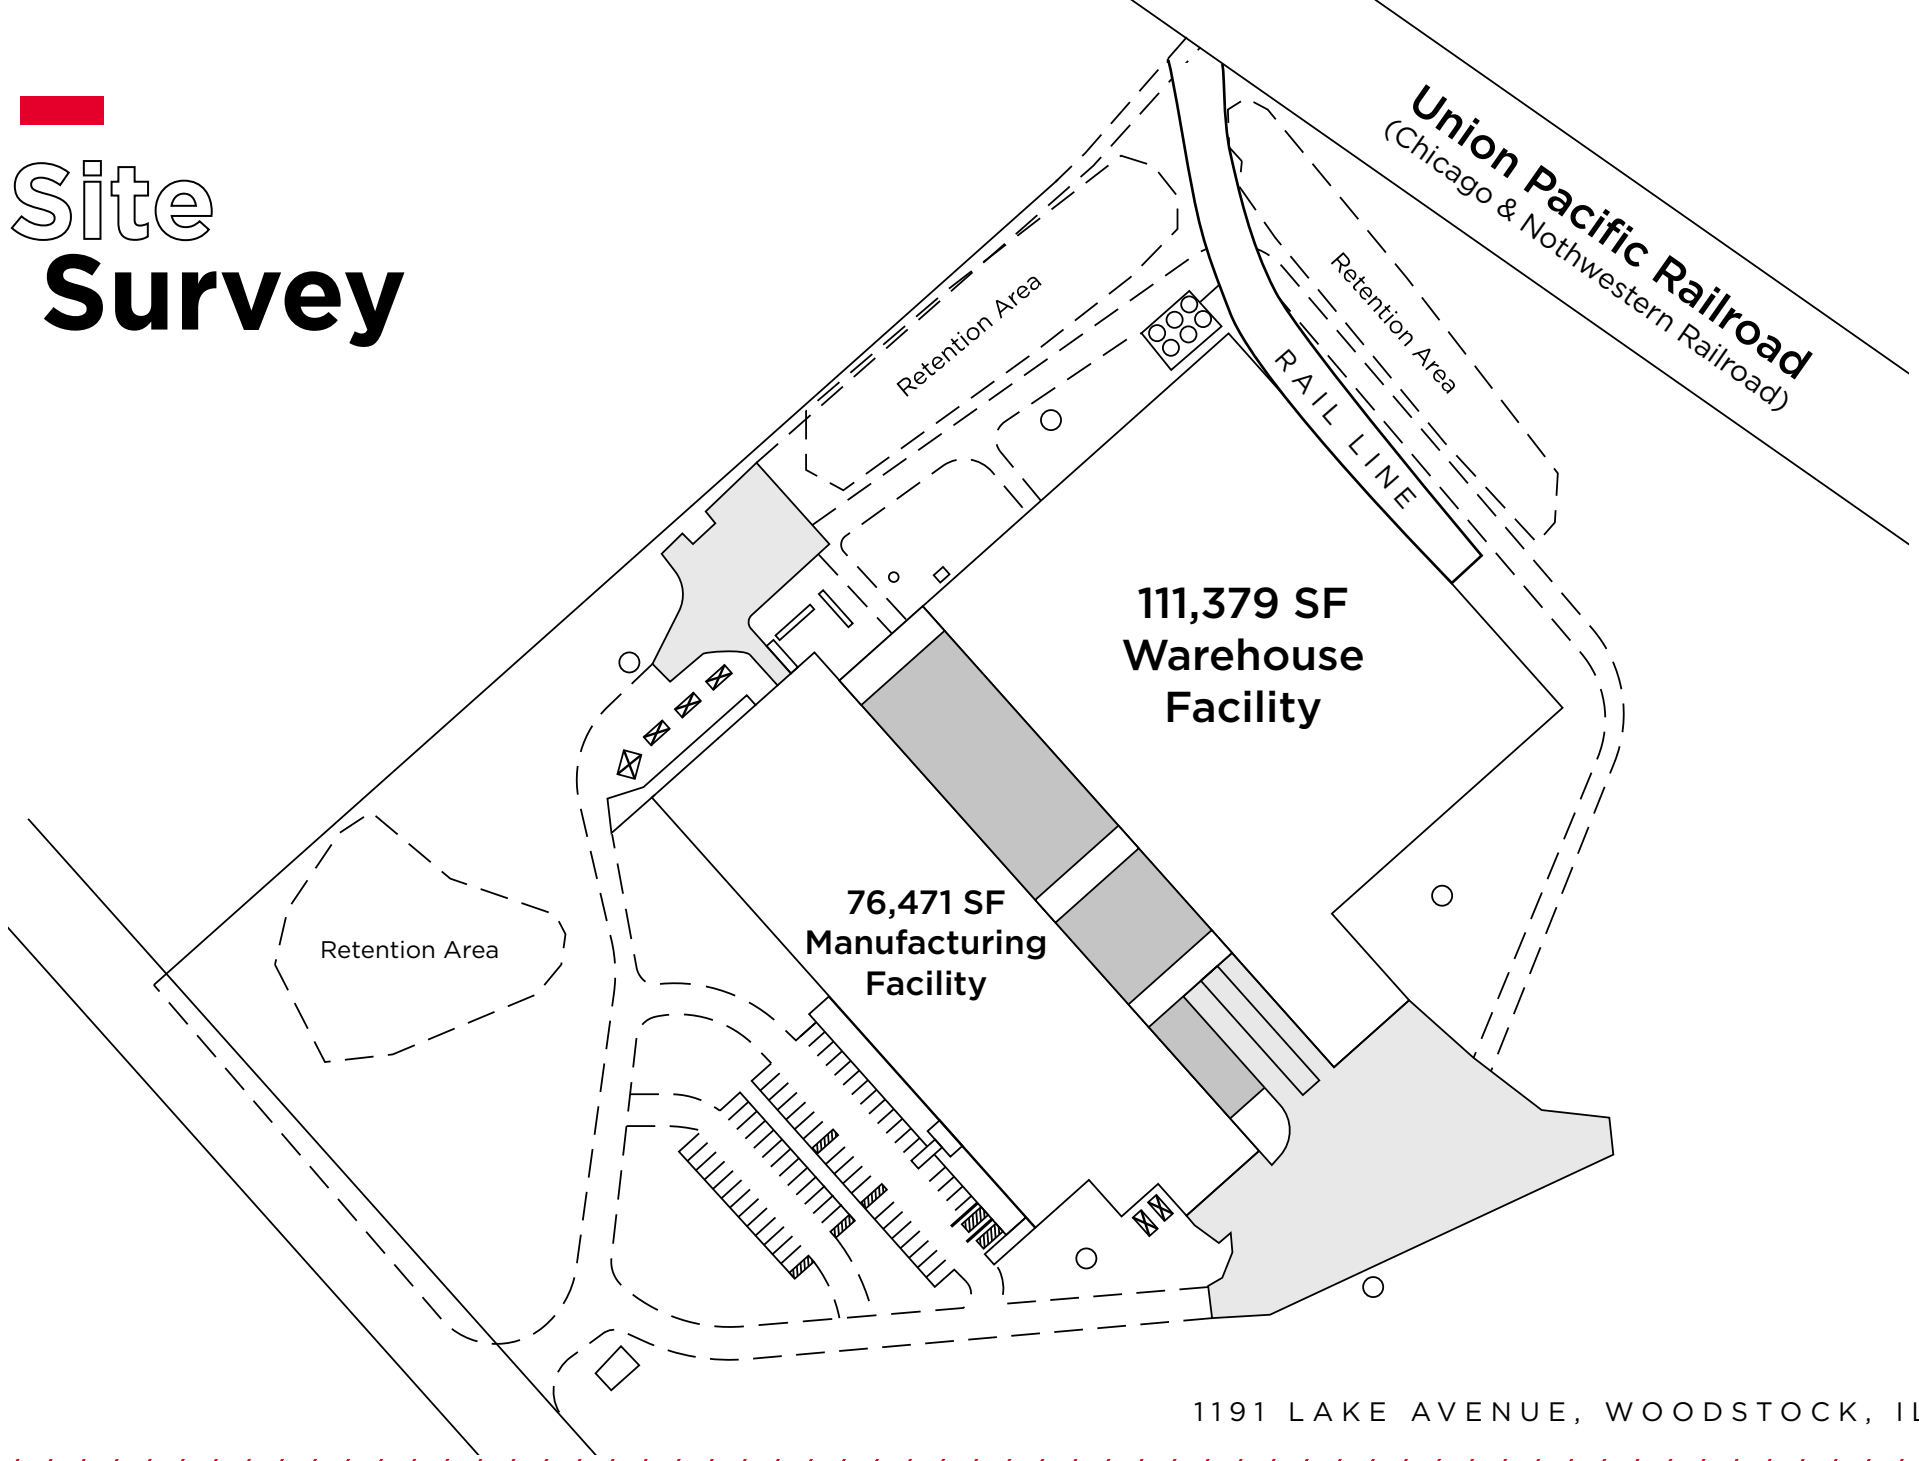 Site
Survey
Union Pacific Railroad
(Chicago & Nothwestern Railroad)
Retention Area
Retention Area
RAIL LINE
111,379 SF
Warehouse
Facility
76,471 SF
Manufacturing
Facility
Retention Area
1191 LAKE AVENUE, WOODSTOCK, IL